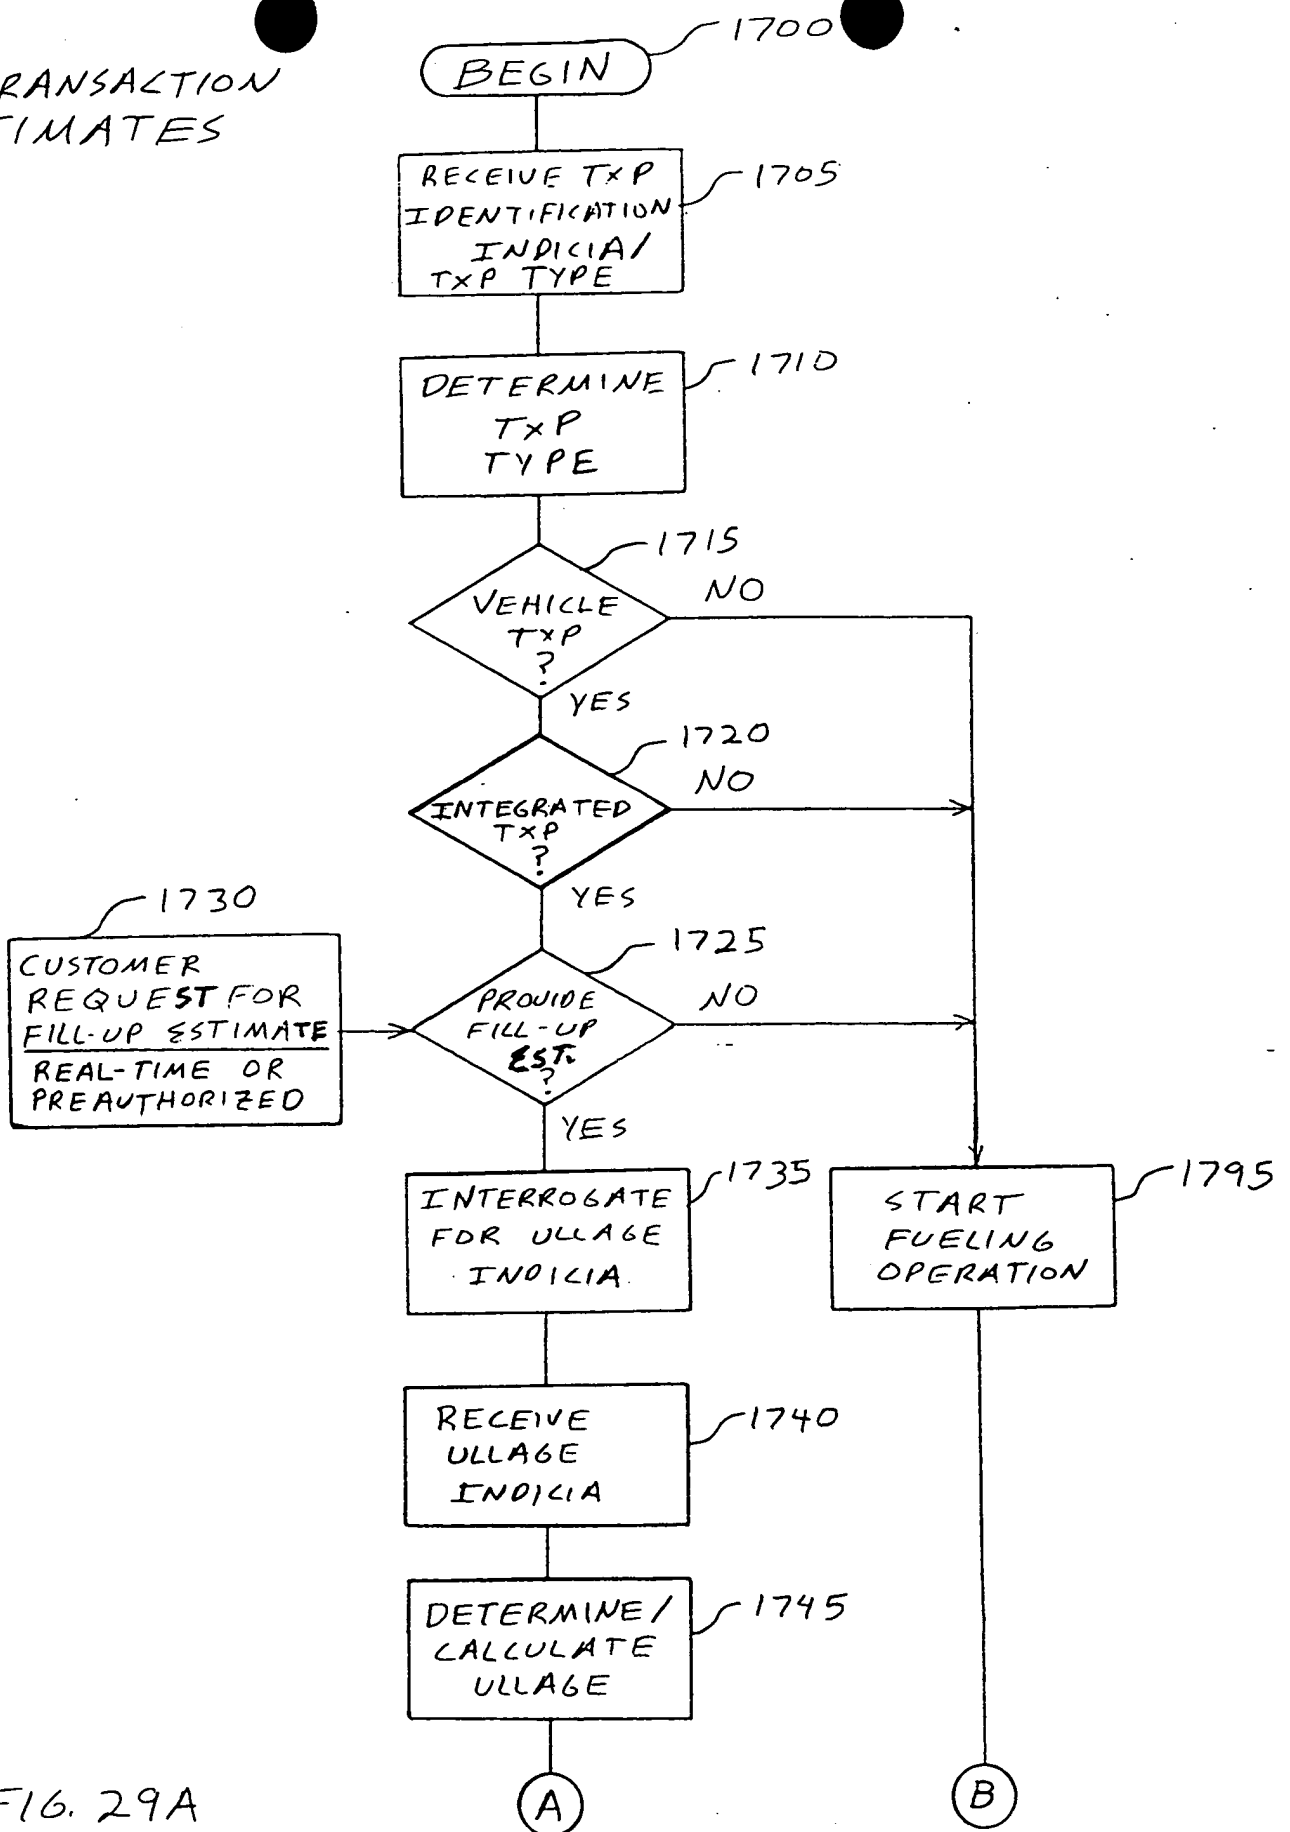 RANSACTION
TIMATES
BEGIN
1700
RECEIVE TXP
IDENTIFICATION
INDICIA/
TXP TYPE
1705
DETERMINE
TXP
TYPE
1710
VEHICLE
TXP
?
1715
NO
YES
INTEGRATED
TXP
?
1720
NO
YES
1730
CUSTOMER
REQUEST FOR
FILL-UP ESTIMATE
REAL-TIME OR
PREAUTHORIZED
PROVIDE
FILL-UP
EST.
?
1725
NO
YES
INTERROGATE
FOR ULLAGE
INDICIA
1735
START
FUELING
OPERATION
1795
RECEIVE
ULLAGE
INDICIA
1740
DETERMINE/
CALCULATE
ULLAGE
1745
FIG. 29A
A
B